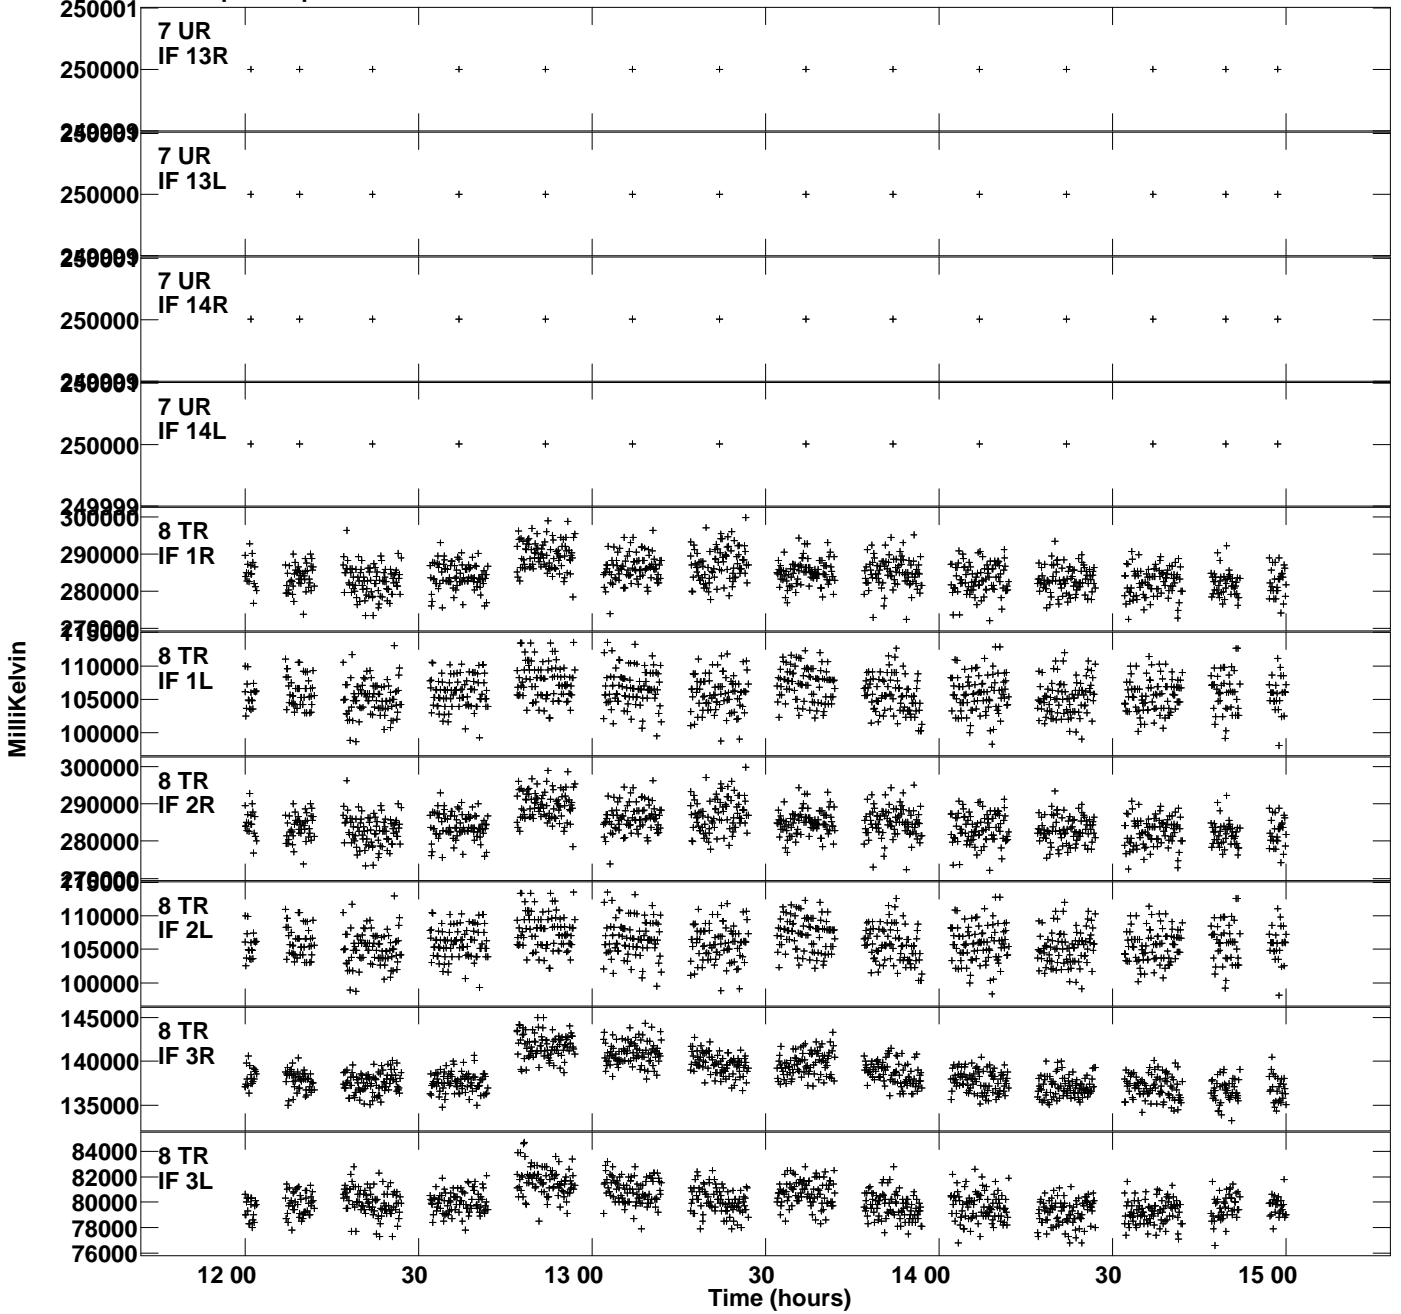 250001
7 UR
IF 13R
250000
7 UR
IF 13L
250000
7 UR
IF 14R
250000
7 UR
IF 14L
250000
249999
300000
8 TR
IF 1R
290000
280000
8 TR
IF 1L
110000
105000
100000
300000
8 TR
IF 2R
290000
280000
8 TR
IF 2L
110000
105000
100000
145000
8 TR
IF 3R
140000
135000
84000
8 TR
IF 3L
82000
80000
78000
76000
MilliKelvin
12 00 30 13 00 30 14 00 30 15 00
Time (hours)